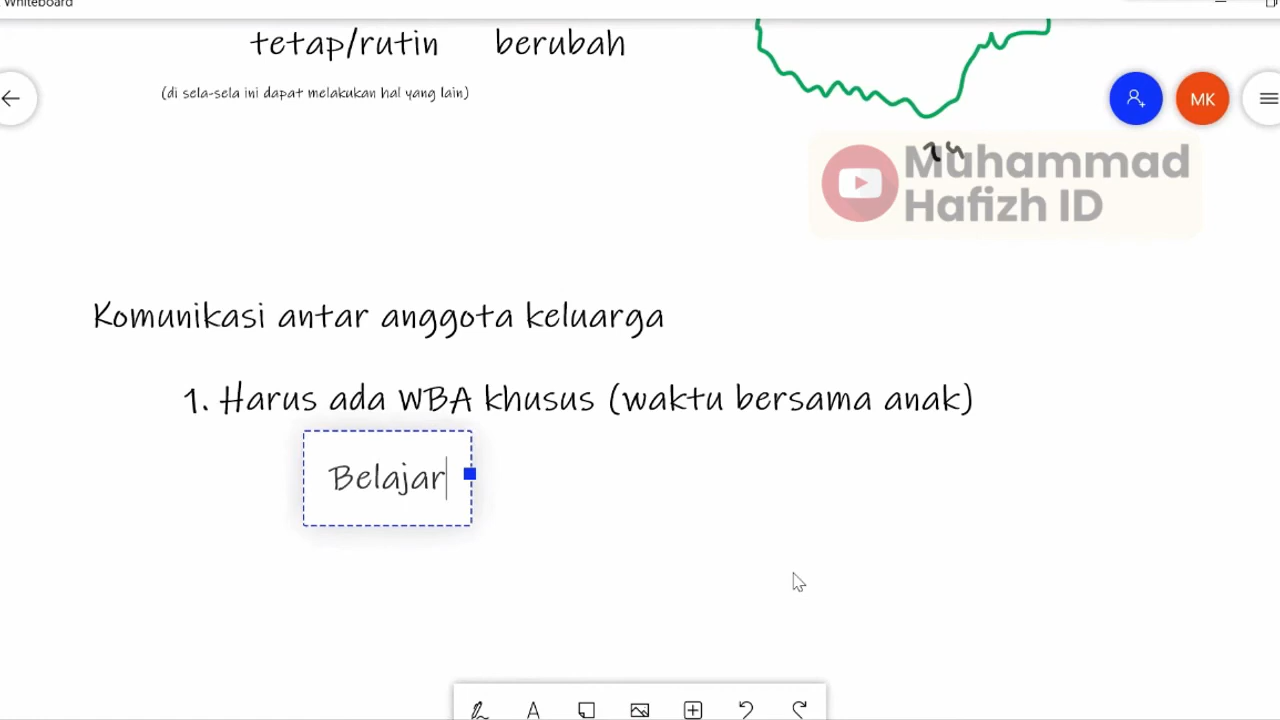 Whiteboard
tetap/rutin berubah
(di sela-sela ini dapat melakukan hal yang lain)
MK
Muhammad
Hafizh ID
Komunikasi antar anggota keluarga
1. Harus ada WBA khusus (waktu bersama anak)
Belajar
A